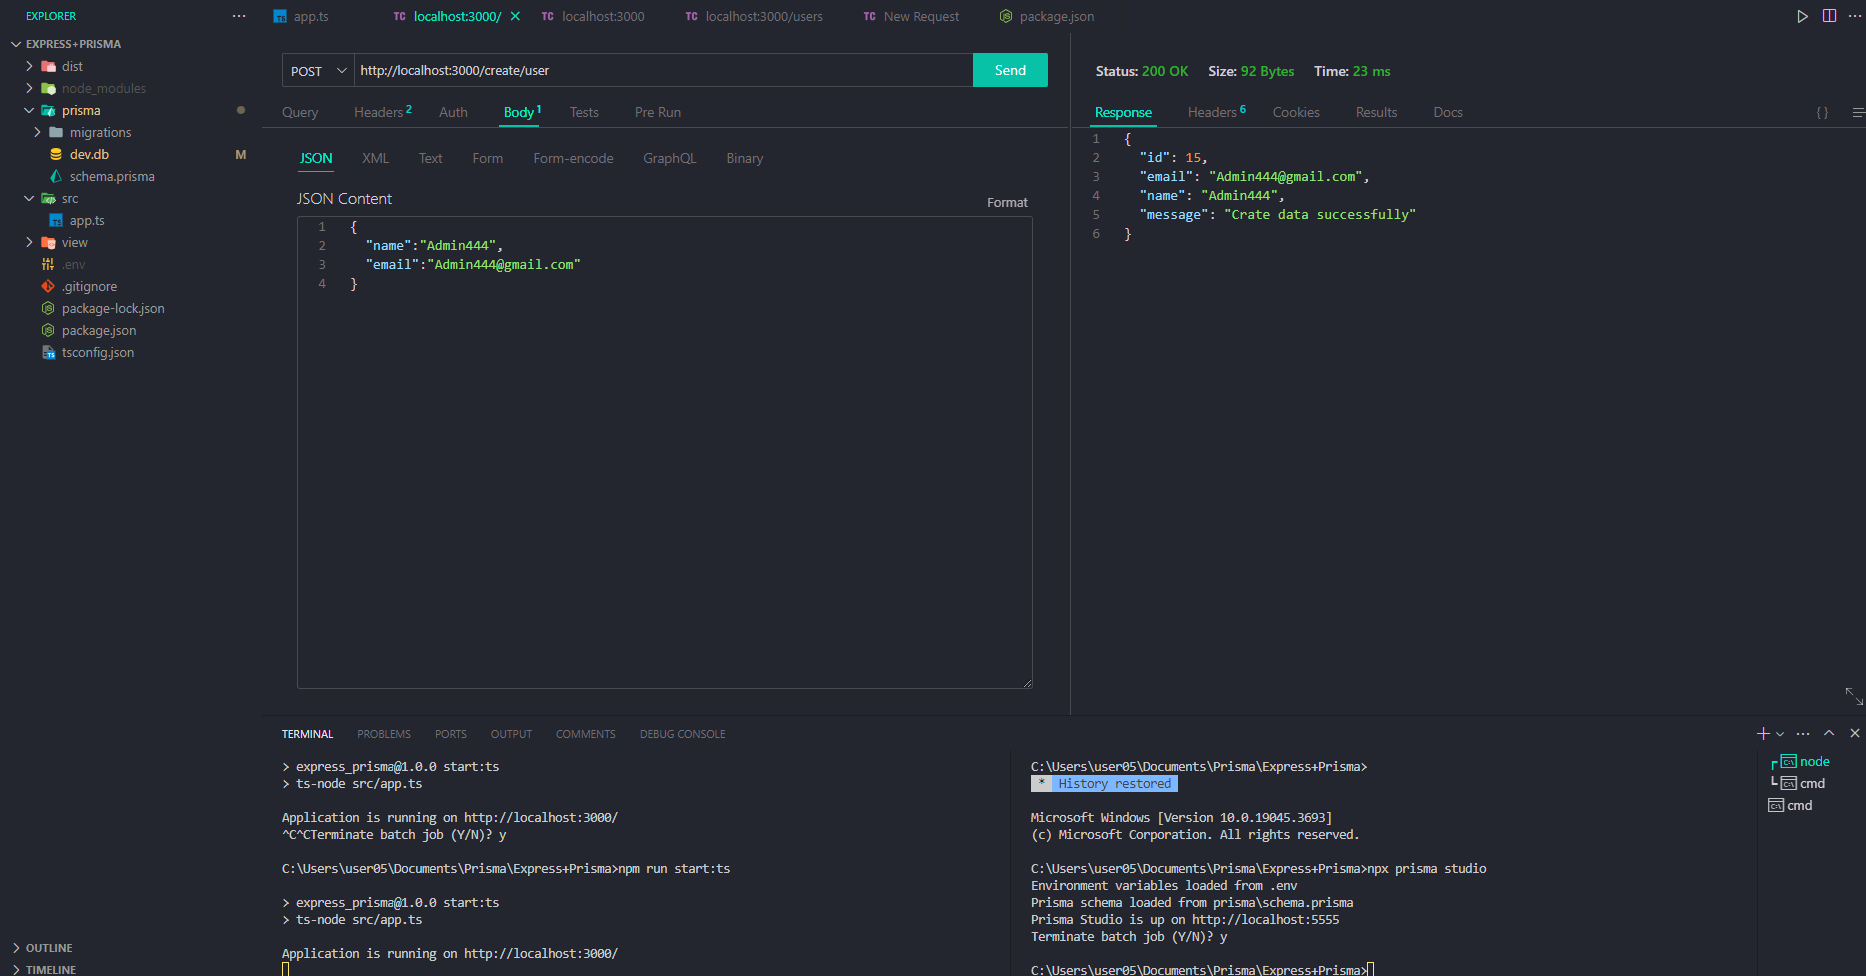 EXPLORER
EXPRESS+PRISMA
dist
node_modules
prisma
migrations
dev.db M
schema.prisma
src
app.ts
view
.env
.gitignore
package-lock.json
package.json
tsconfig.json
OUTLINE
TIMELINE
app.ts
TC localhost:3000/
TC localhost:3000
TC localhost:3000/users
TC New Request
package.json
POST http://localhost:3000/create/user Send
Query Headers 2 Auth Body 1 Tests Pre Run
JSON XML Text Form Form-encode GraphQL Binary
JSON Content
Format
1 {
2 "name":"Admin444",
3 "email":"Admin444@gmail.com"
4 }
Status: 200 OK Size: 92 Bytes Time: 23 ms
Response Headers 6 Cookies Results Docs { }
1 {
2 "id": 15,
3 "email": "Admin444@gmail.com",
4 "name": "Admin444",
5 "message": "Crate data successfully"
6 }
TERMINAL PROBLEMS PORTS OUTPUT COMMENTS DEBUG CONSOLE
> express_prisma@1.0.0 start:ts
> ts-node src/app.ts
Application is running on http://localhost:3000/
^C^CTerminate batch job (Y/N)? y
C:\Users\user05\Documents\Prisma\Express+Prisma>npm run start:ts
> express_prisma@1.0.0 start:ts
> ts-node src/app.ts
Application is running on http://localhost:3000/
C:\Users\user05\Documents\Prisma\Express+Prisma>
* History restored
Microsoft Windows [Version 10.0.19045.3693]
(c) Microsoft Corporation. All rights reserved.
C:\Users\user05\Documents\Prisma\Express+Prisma>npx prisma studio
Environment variables loaded from .env
Prisma schema loaded from prisma\schema.prisma
Prisma Studio is up on http://localhost:5555
Terminate batch job (Y/N)? y
C:\Users\user05\Documents\Prisma\Express+Prisma>
node
cmd
cmd